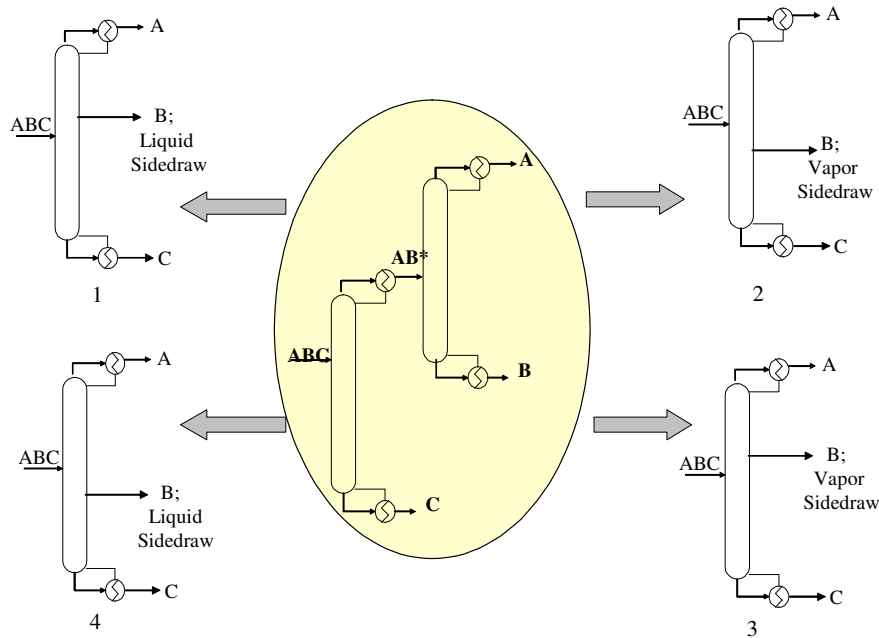 A
ABC
B;
Liquid
Sidedraw
C
1
A
ABC
B;
Vapor
Sidedraw
C
2
A
AB*
ABC
B
C
A
ABC
B;
Liquid
Sidedraw
C
4
A
ABC
B;
Vapor
Sidedraw
C
3